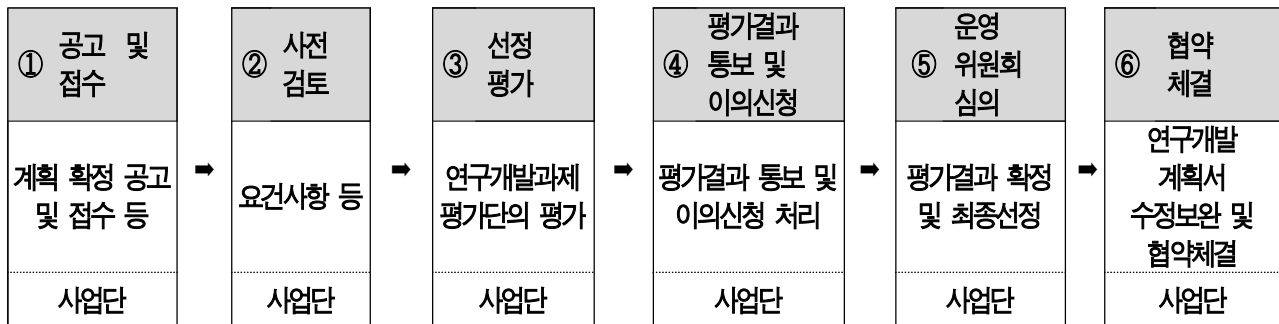 ① 공고 및
접수
계획 확정 공고
및 접수 등
사업단
➡
② 사전
검토
요건사항 등
사업단
➡
③ 선정
평가
연구개발과제
평가단의 평가
사업단
➡
④ 평가결과
통보 및
이의신청
평가결과 통보 및
이의신청 처리
사업단
➡
⑤ 운영
위원회
심의
평가결과 확정
및 최종선정
사업단
➡
⑥ 협약
체결
연구개발
계획서
수정보완 및
협약체결
사업단